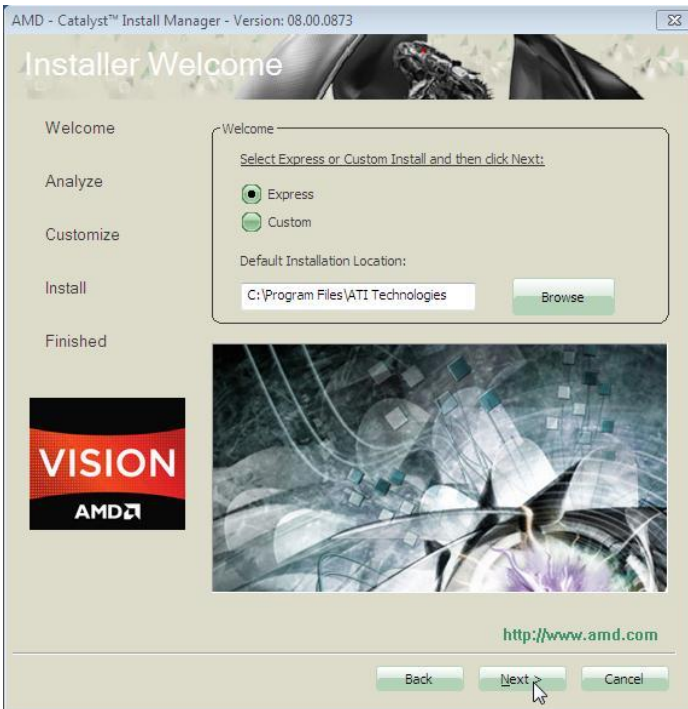 AMD - Catalyst™ Install Manager - Version: 08.00.0873
Installer Welcome
Welcome
Analyze
Customize
Install
Finished
Welcome
Select Express or Custom Install and then click Next:
Express
Custom
Default Installation Location:
C:\Program Files\ATI Technologies
Browse
VISION
AMD
http://www.amd.com
Back
Next >
Cancel